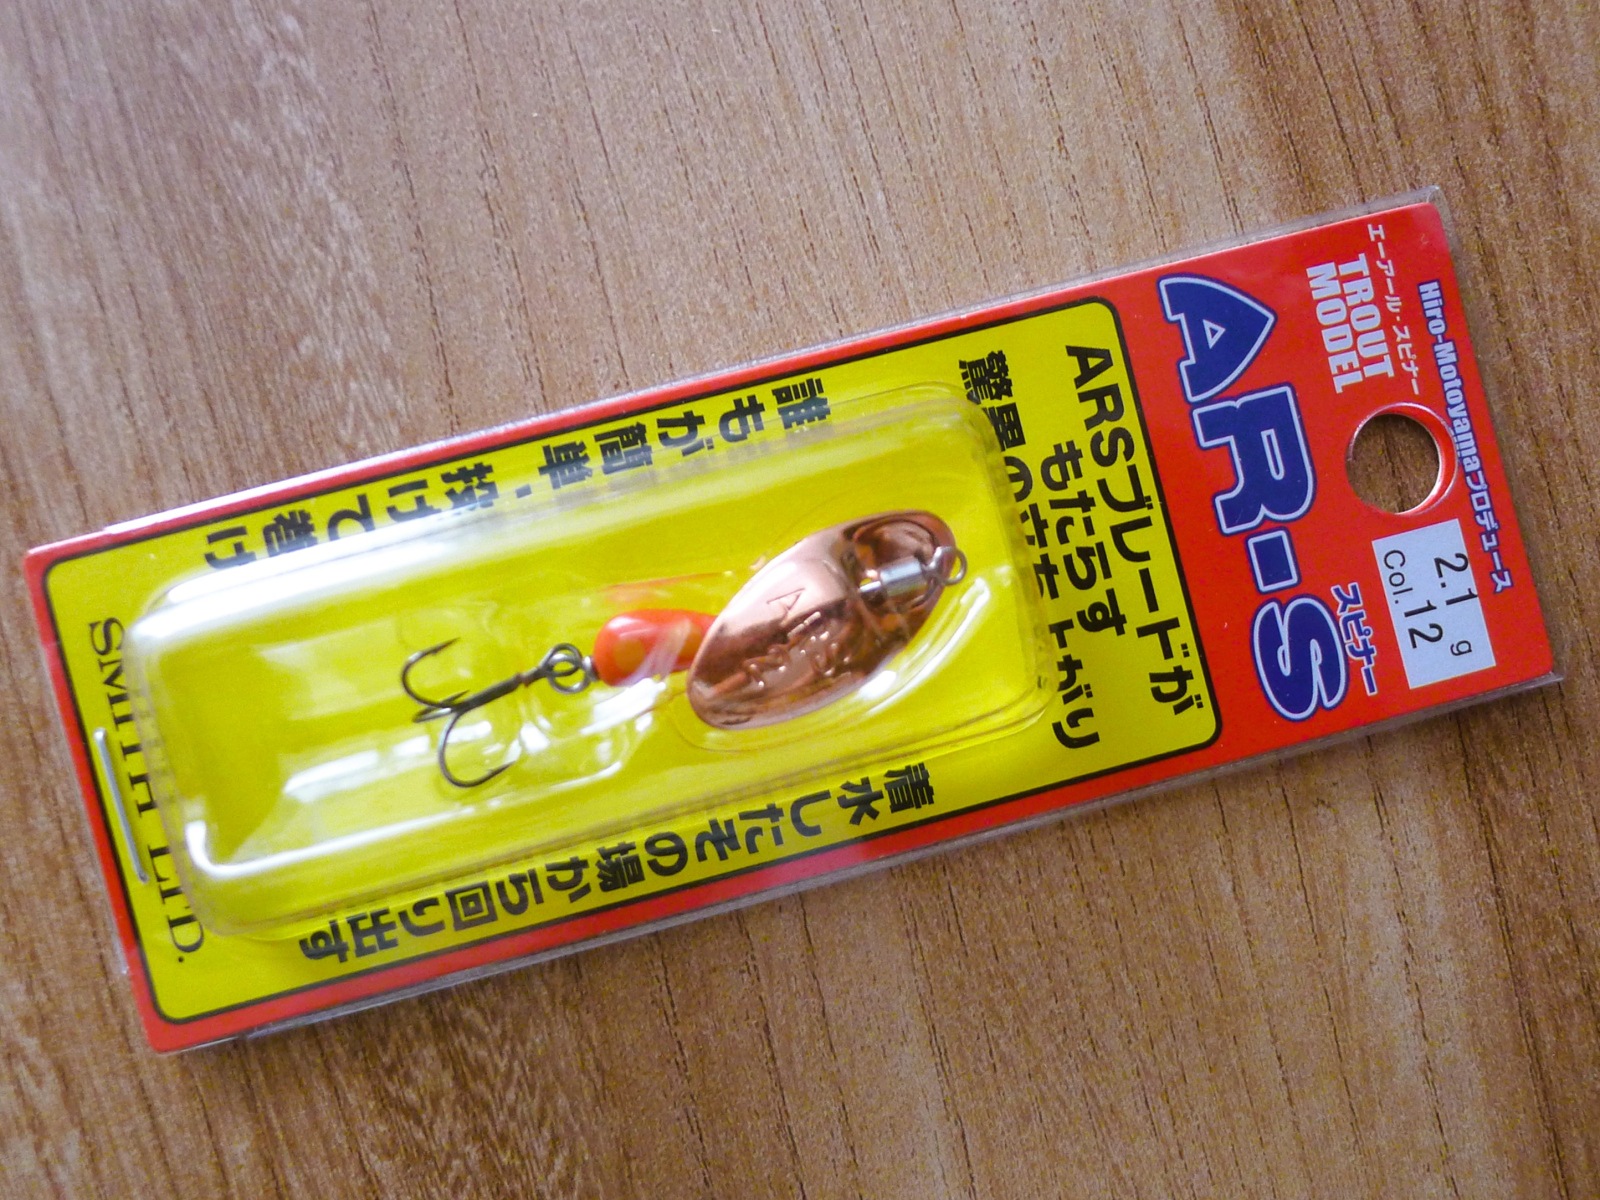 Hiro-Motoyamaプロデュース
エーアール・スピナー
TROUT
MODEL
AR-S
スピナー
2.1g
Col. 12
ARSブレードが
もたらす
驚異の立ち上がり
誰もが簡単、投げて巻け
着水したその場から回り出す
SMITH LTD.